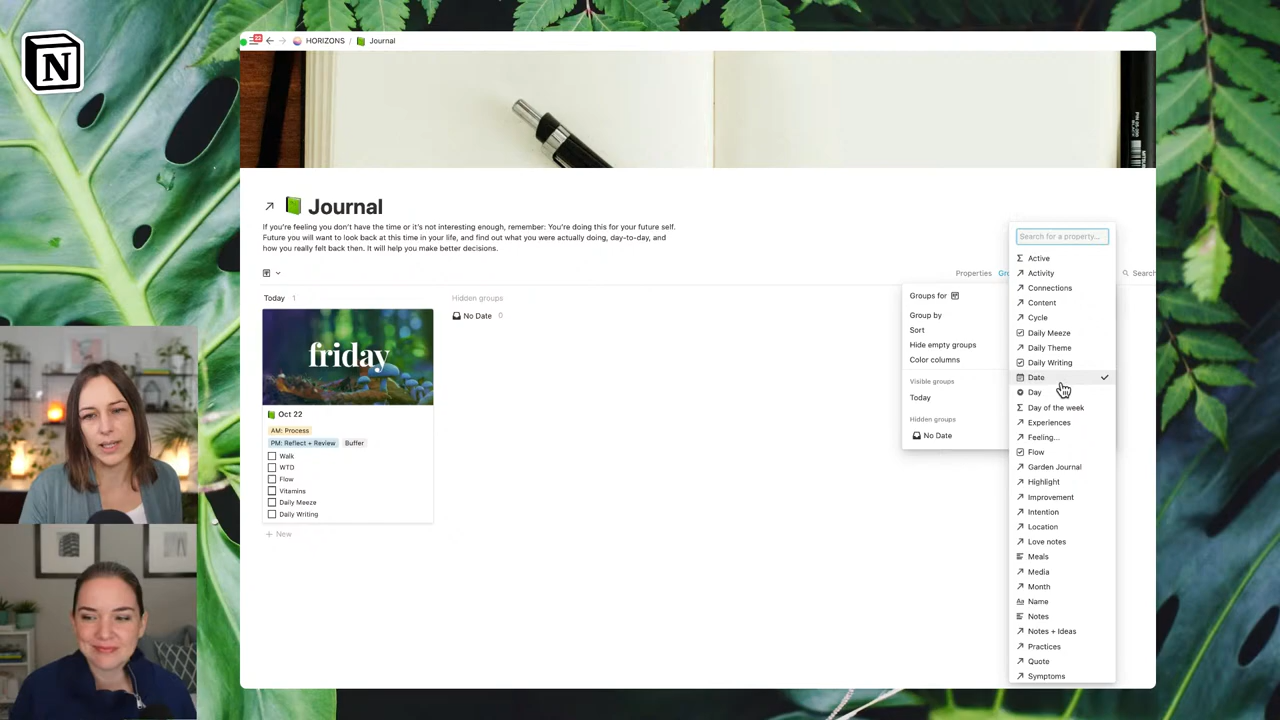 N
22
HORIZONS / Journal
Journal
If you're feeling you don't have the time or it's not interesting enough, remember: You're doing this for your future self.
Future you will want to look back at this time in your life, and find out what you were actually doing, day-to-day, and
how you really felt back then. It will help you make better decisions.
Properties Gro
Search
Today 1
Hidden groups
No Date 0
friday
Oct 22
AM: Process
PM: Reflect + Review Buffer
Walk
WTD
Flow
Vitamins
Daily Meeze
Daily Writing
+ New
Groups for
Group by
Sort
Hide empty groups
Color columns
Visible groups
Today
Hidden groups
No Date
Search for a property...
Active
Activity
Connections
Content
Cycle
Daily Meeze
Daily Theme
Daily Writing
Date
Day
Day of the week
Experiences
Feeling...
Flow
Garden Journal
Highlight
Improvement
Intention
Location
Love notes
Meals
Media
Month
Aa Name
Notes
Notes + Ideas
Practices
Quote
Symptoms